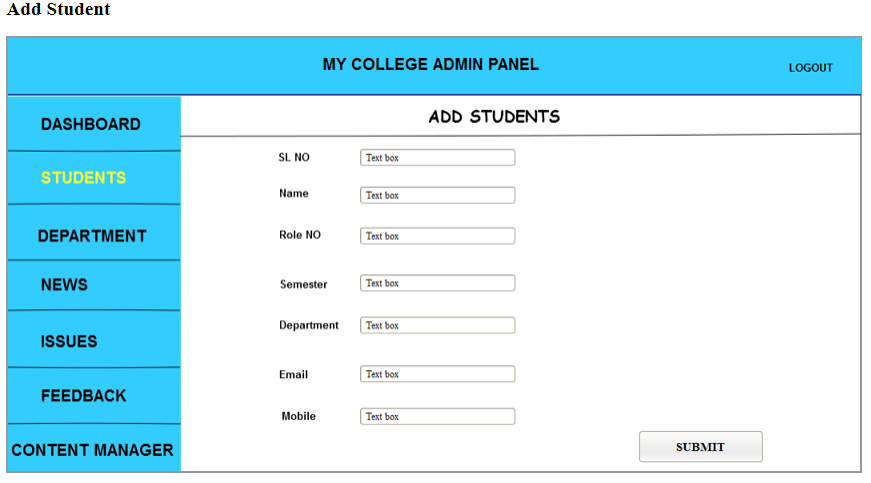 Add Student
MY COLLEGE ADMIN PANEL
LOGOUT
DASHBOARD
STUDENTS
DEPARTMENT
NEWS
ISSUES
FEEDBACK
CONTENT MANAGER
ADD STUDENTS
SL NO Text box
Name Text box
Role NO Text box
Semester Text box
Department Text box
Email Text box
Mobile Text box
SUBMIT